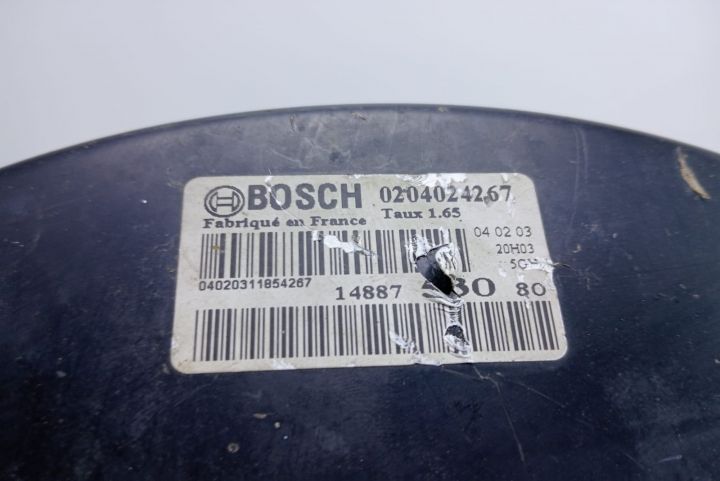 BOSCH 0204024267
Fabriqué en France Taux 1.65
04 02 03
20H03
04020311854267
14887 80